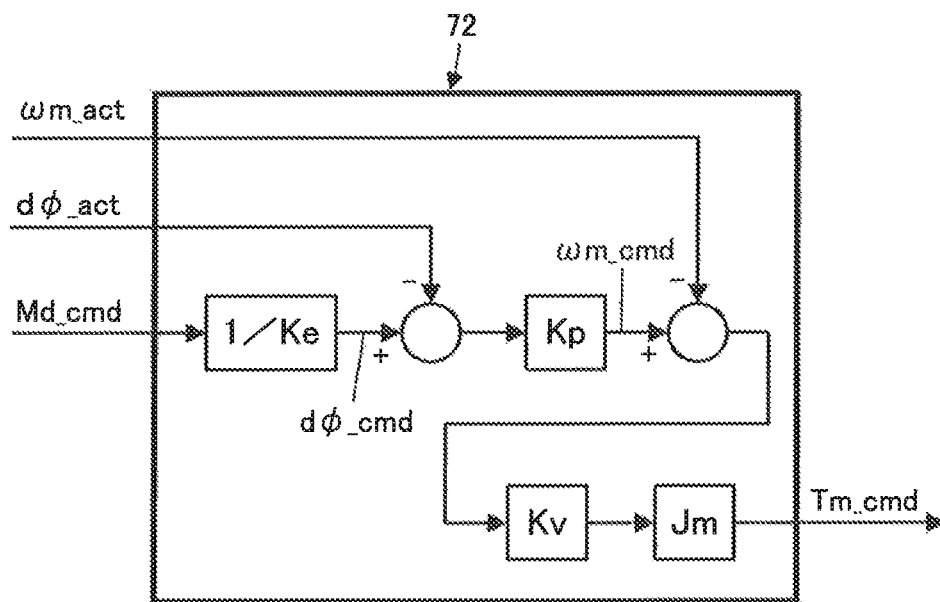 72
ωm_act
dφ_act
ωm_cmd
−
−
Md_cmd
1/Ke
Kp
+
+
dφ_cmd
Kv
Jm
Tm_cmd